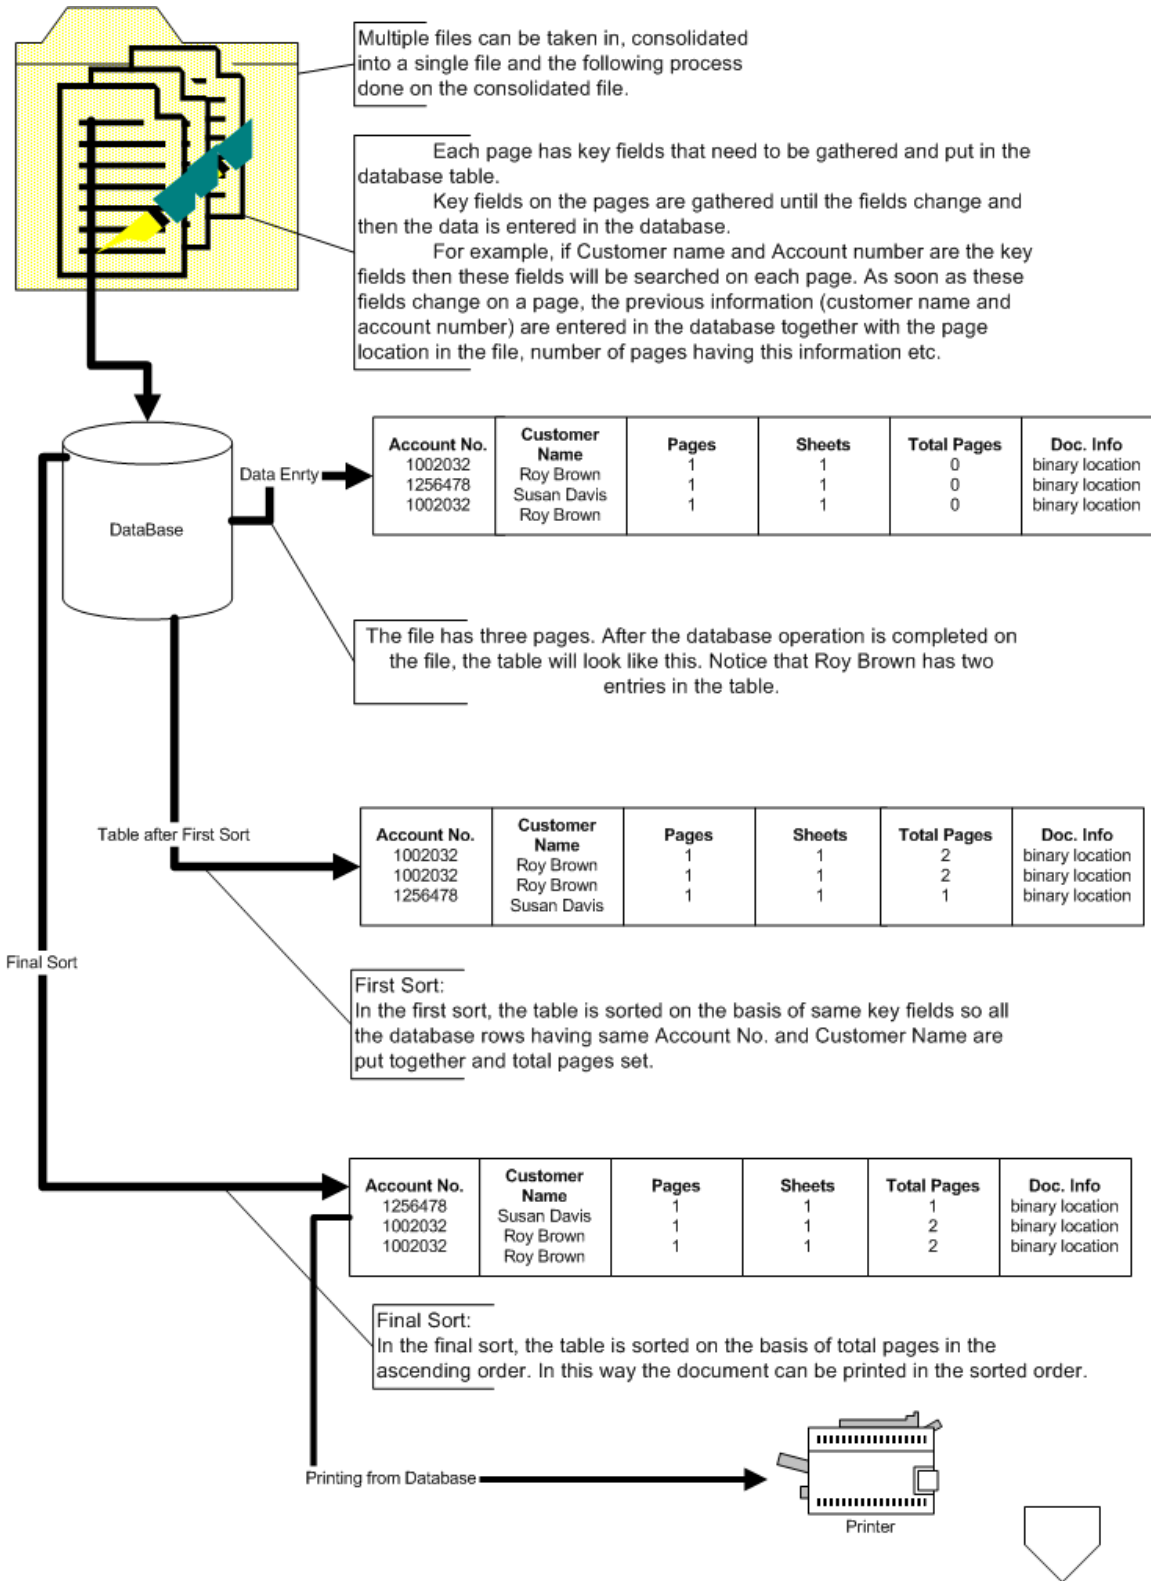 Multiple files can be taken in, consolidated
into a single file and the following process
done on the consolidated file.
Each page has key fields that need to be gathered and put in the
database table.
Key fields on the pages are gathered until the fields change and
then the data is entered in the database.
For example, if Customer name and Account number are the key
fields then these fields will be searched on each page. As soon as these
fields change on a page, the previous information (customer name and
account number) are entered in the database together with the page
location in the file, number of pages having this information etc.
DataBase
Data Enrty
Account No. Customer Name Pages Sheets Total Pages Doc. Info
1002032 Roy Brown 1 1 0 binary location
1256478 Susan Davis 1 1 0 binary location
1002032 Roy Brown 1 1 0 binary location
The file has three pages. After the database operation is completed on
the file, the table will look like this. Notice that Roy Brown has two
entries in the table.
Table after First Sort
Account No. Customer Name Pages Sheets Total Pages Doc. Info
1002032 Roy Brown 1 1 2 binary location
1002032 Roy Brown 1 1 2 binary location
1256478 Susan Davis 1 1 1 binary location
First Sort:
In the first sort, the table is sorted on the basis of same key fields so all
the database rows having same Account No. and Customer Name are
put together and total pages set.
Final Sort
Account No. Customer Name Pages Sheets Total Pages Doc. Info
1256478 Susan Davis 1 1 1 binary location
1002032 Roy Brown 1 1 2 binary location
1002032 Roy Brown 1 1 2 binary location
Final Sort:
In the final sort, the table is sorted on the basis of total pages in the
ascending order. In this way the document can be printed in the sorted order.
Printing from Database
Printer